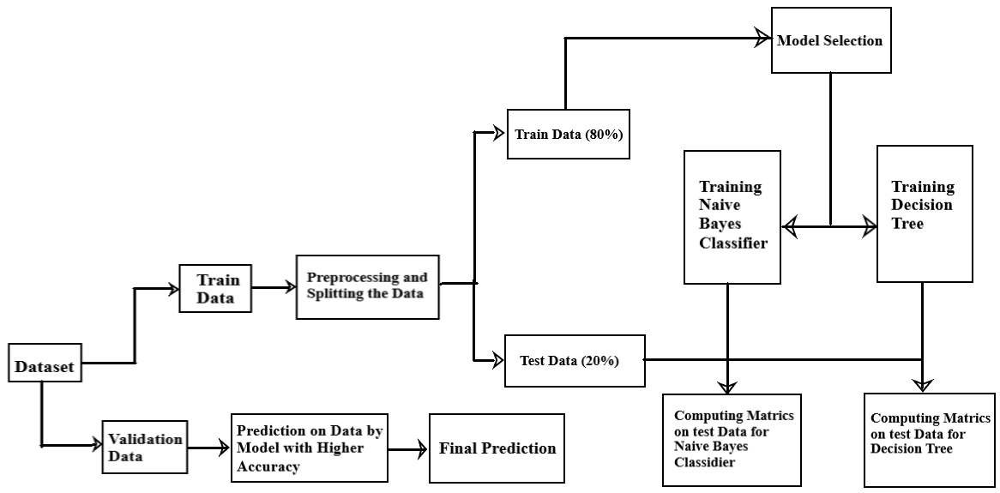 Model Selection
Train Data (80%)
Training
Naive
Bayes
Classifier
Training
Decision
Tree
Train
Data
Preprocessing and
Splitting the Data
Dataset
Test Data (20%)
Validation
Data
Prediction on Data by
Model with Higher
Accuracy
Final Prediction
Computing Matrics
on test Data for
Naive Bayes
Classidier
Computing Matrics
on test Data for
Decision Tree